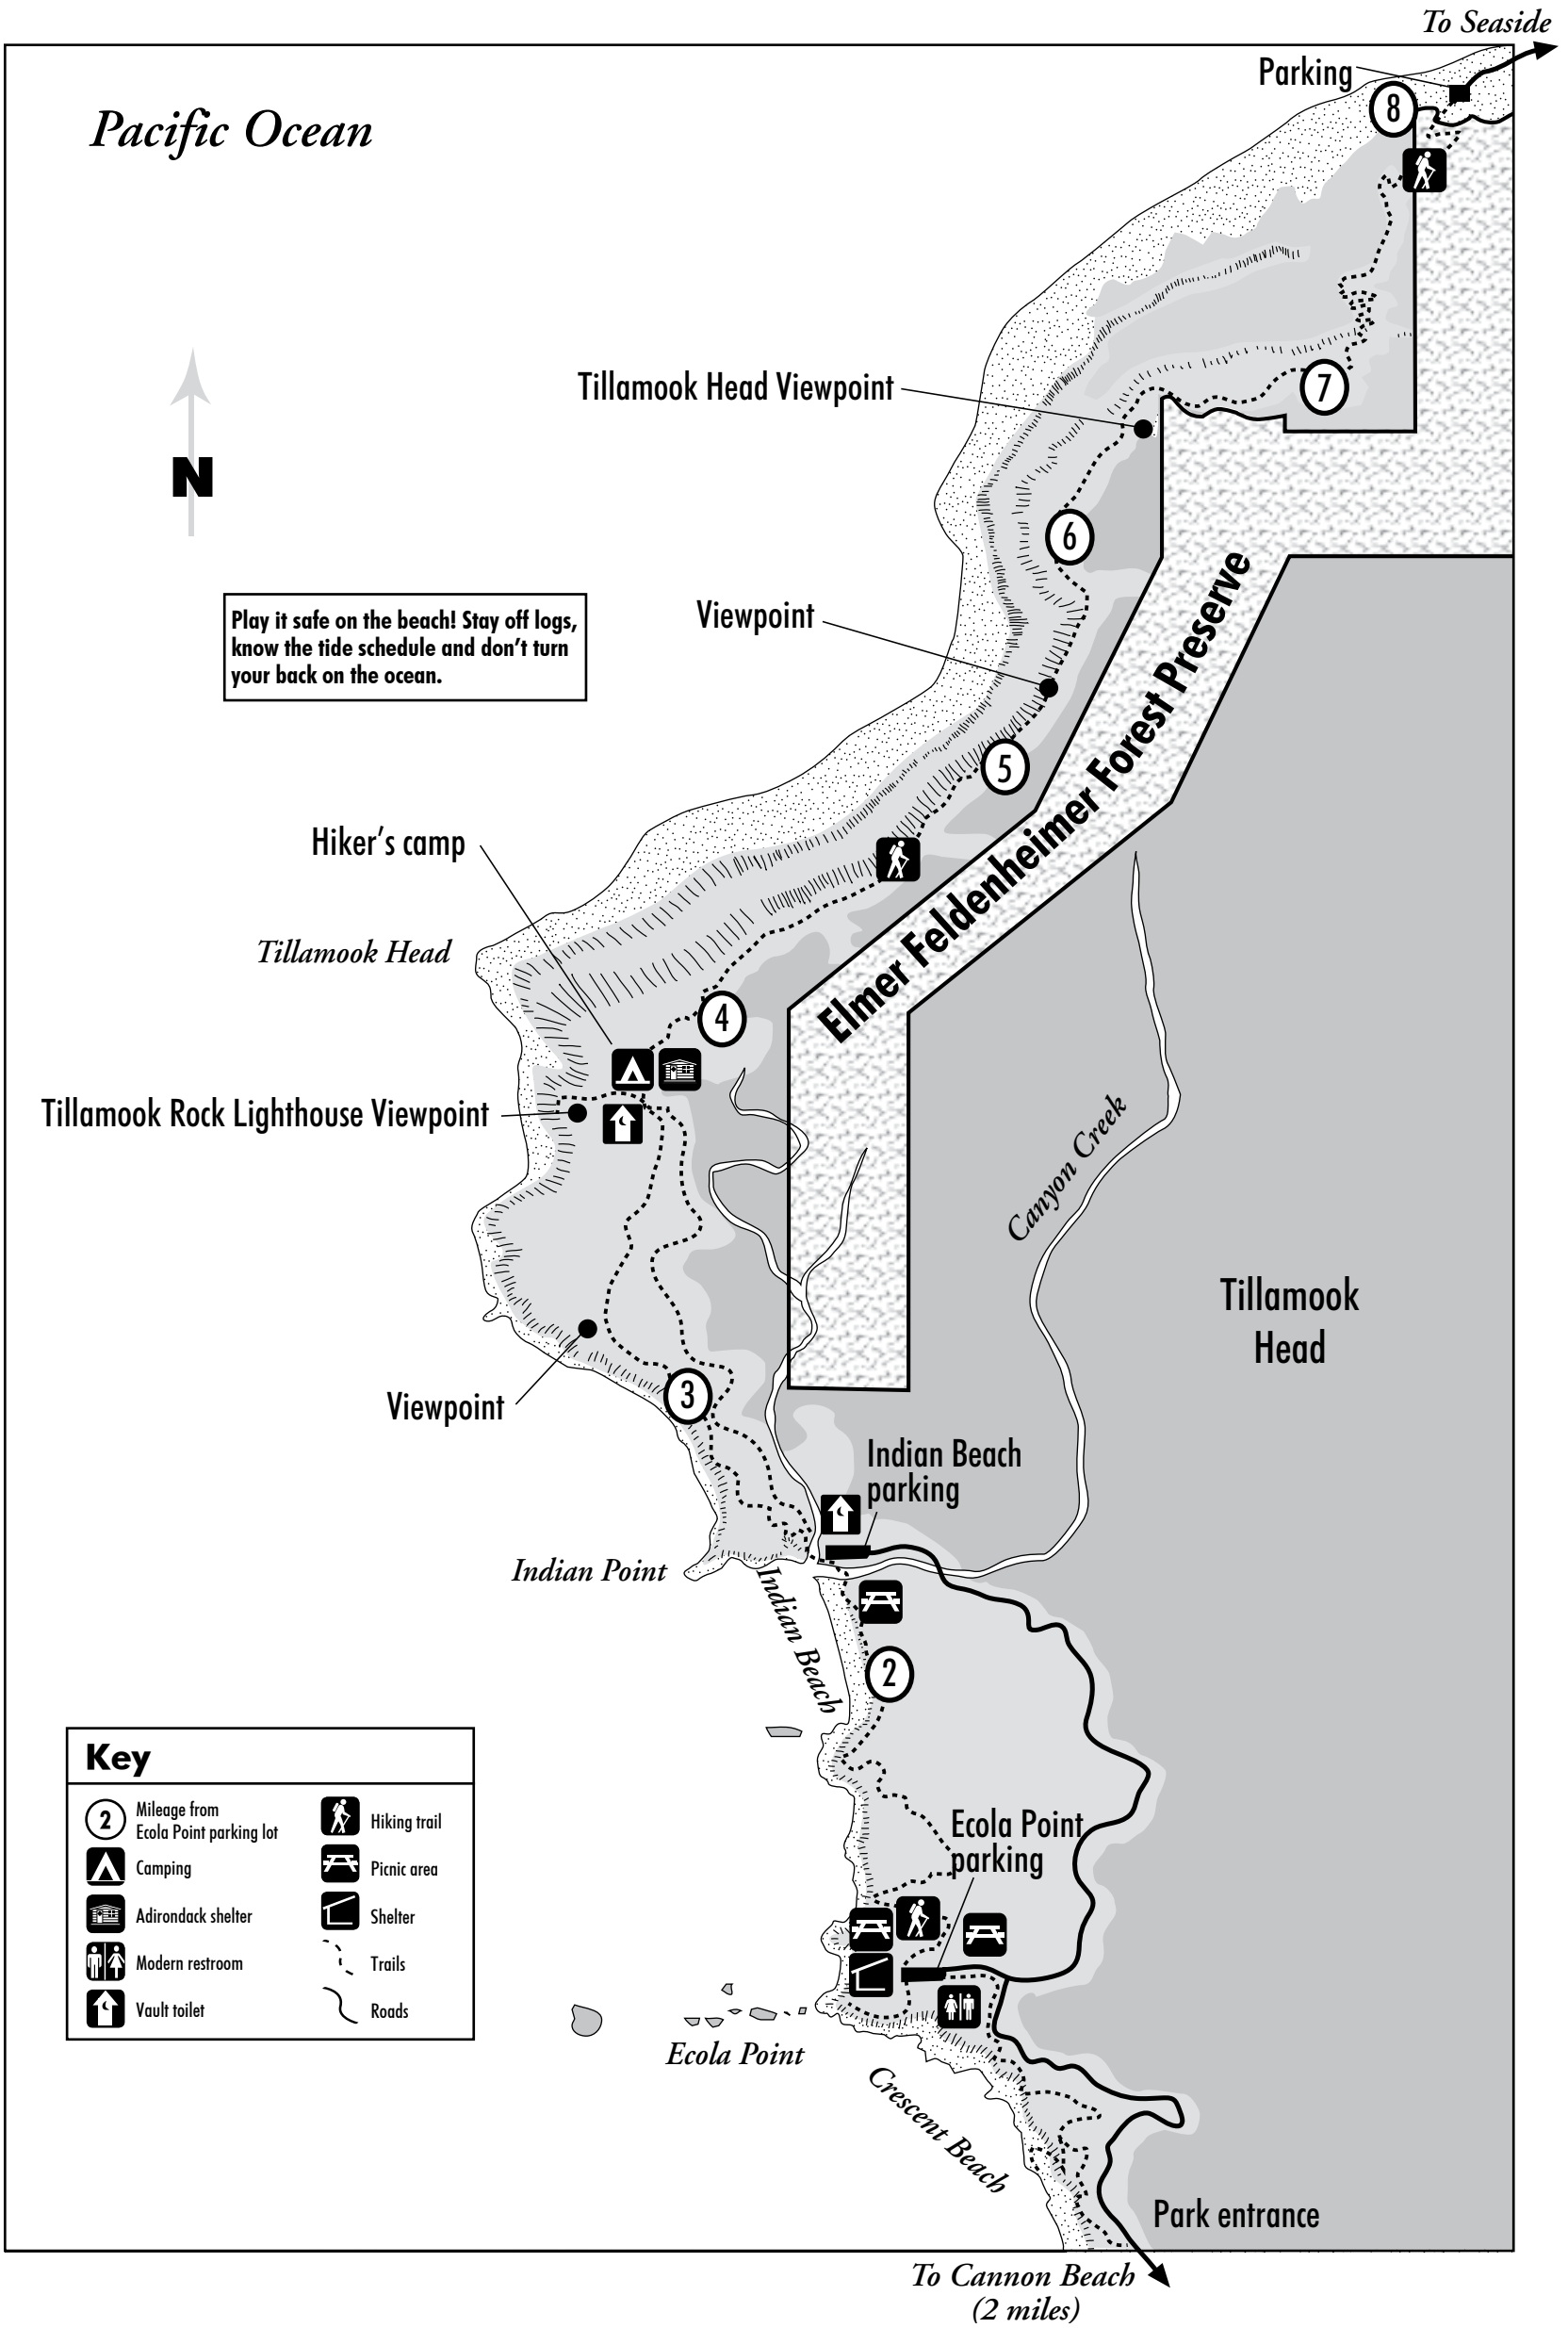 To Seaside
Parking
8
Pacific Ocean
Tillamook Head Viewpoint
7
N
6
Viewpoint
Play it safe on the beach! Stay off logs,
know the tide schedule and don't turn
your back on the ocean.
Elmer Feldenheimer Forest Preserve
5
Hiker's camp
Tillamook Head
4
Tillamook Rock Lighthouse Viewpoint
Canyon Creek
Tillamook
Head
Viewpoint
3
Indian Beach
parking
Indian Point
Indian Beach
2
Key
2
Mileage from
Ecola Point parking lot
Camping
Adirondack shelter
Modern restroom
Vault toilet
Hiking trail
Picnic area
Shelter
Trails
Roads
Ecola Point
parking
Ecola Point
Crescent Beach
Park entrance
To Cannon Beach
(2 miles)